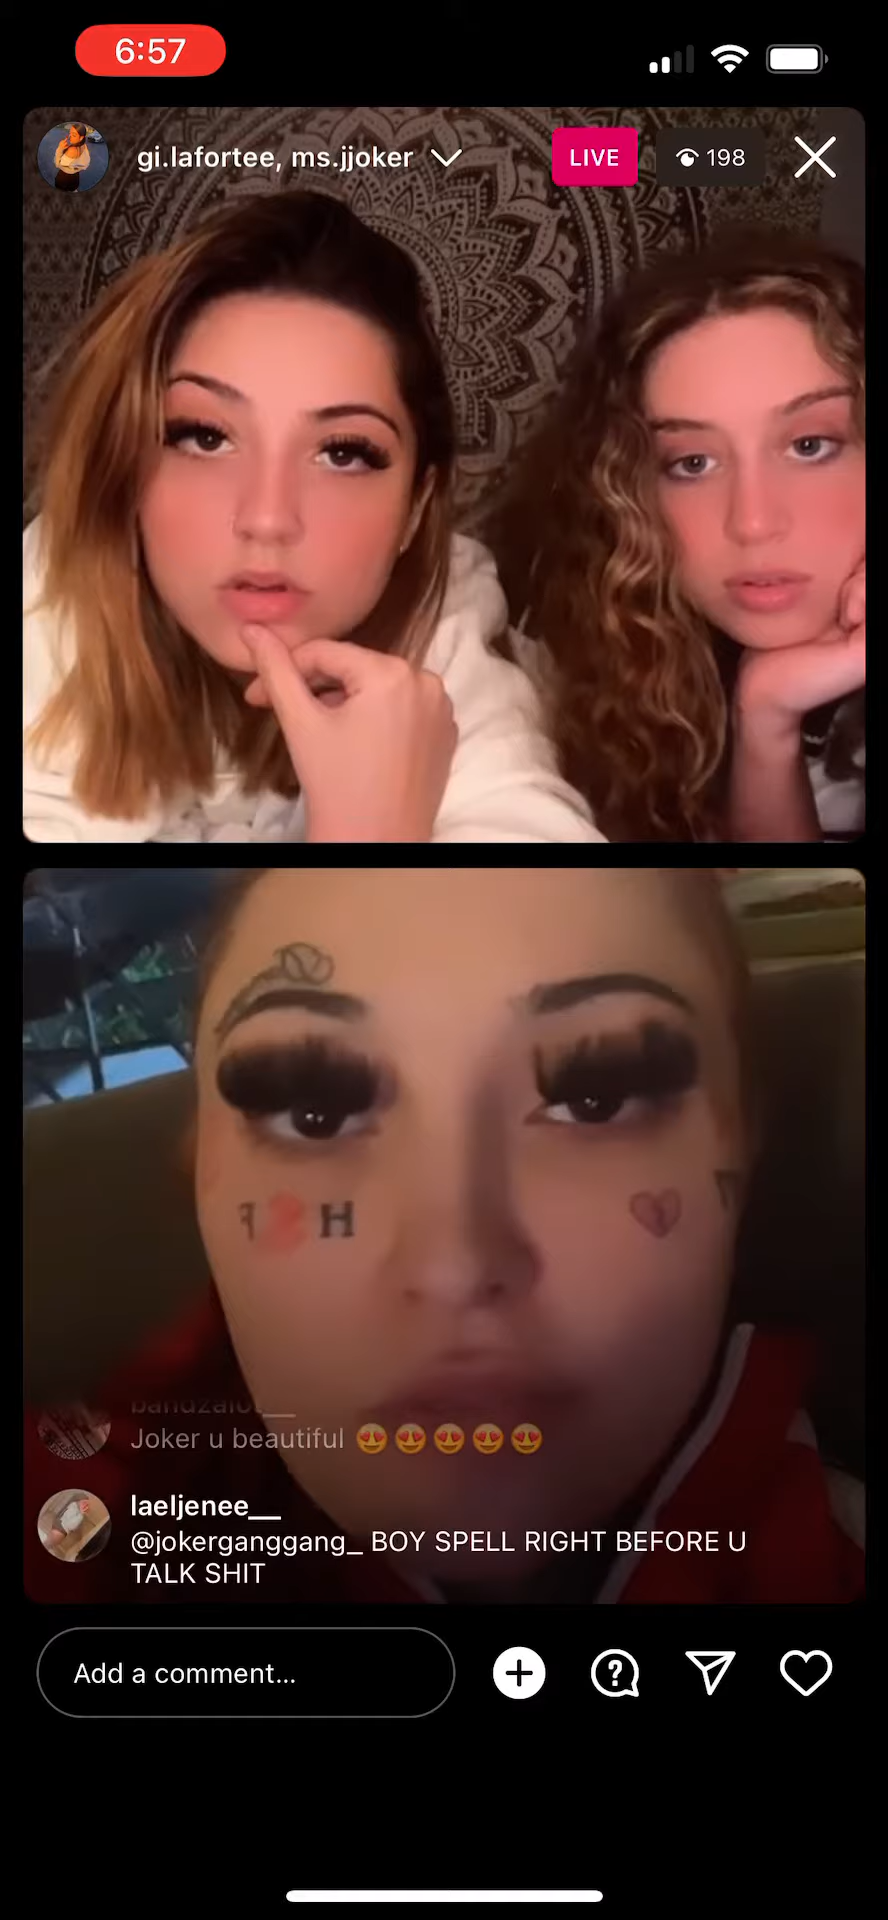 6:57
gi.lafortee, ms.jjoker
LIVE
198
bandzalot__
Joker u beautiful 😍😍😍😍😍
laeljenee__
@jokerganggang_ BOY SPELL RIGHT BEFORE U
TALK SHIT
Add a comment...